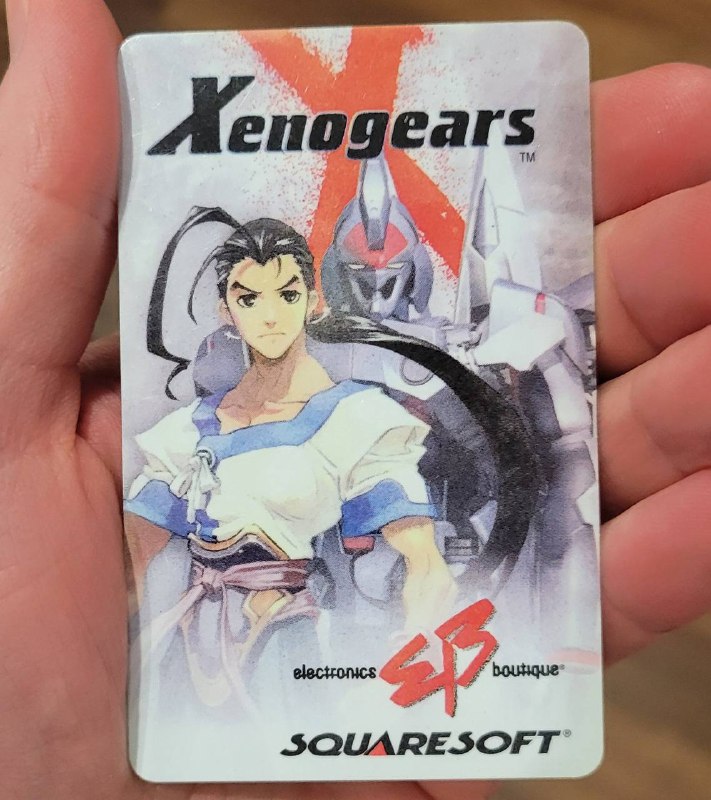 Xenogears
TM
electronics EB boutique®
SQUARESOFT®